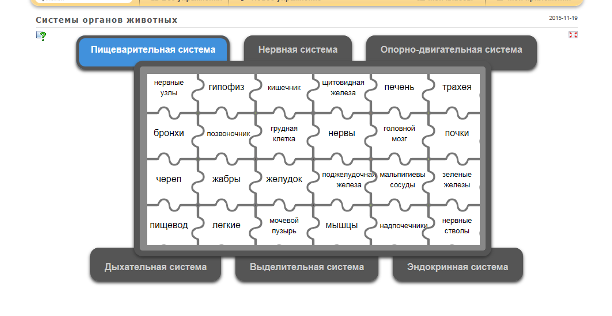 Системы органов животных
2015-11-19
Пищеварительная система
Нервная система
Опорно-двигательная система
нервные узлы
гипофиз
кишечник
щитовидная железа
печень
трахея
бронхи
позвоночник
грудная клетка
нервы
головной мозг
почки
череп
жабры
желудок
поджелудочная железа
мальпигиевы сосуды
зеленые железы
пищевод
легкие
мочевой пузырь
мышцы
надпочечники
нервные стволы
Дыхательная система
Выделительная система
Эндокринная система